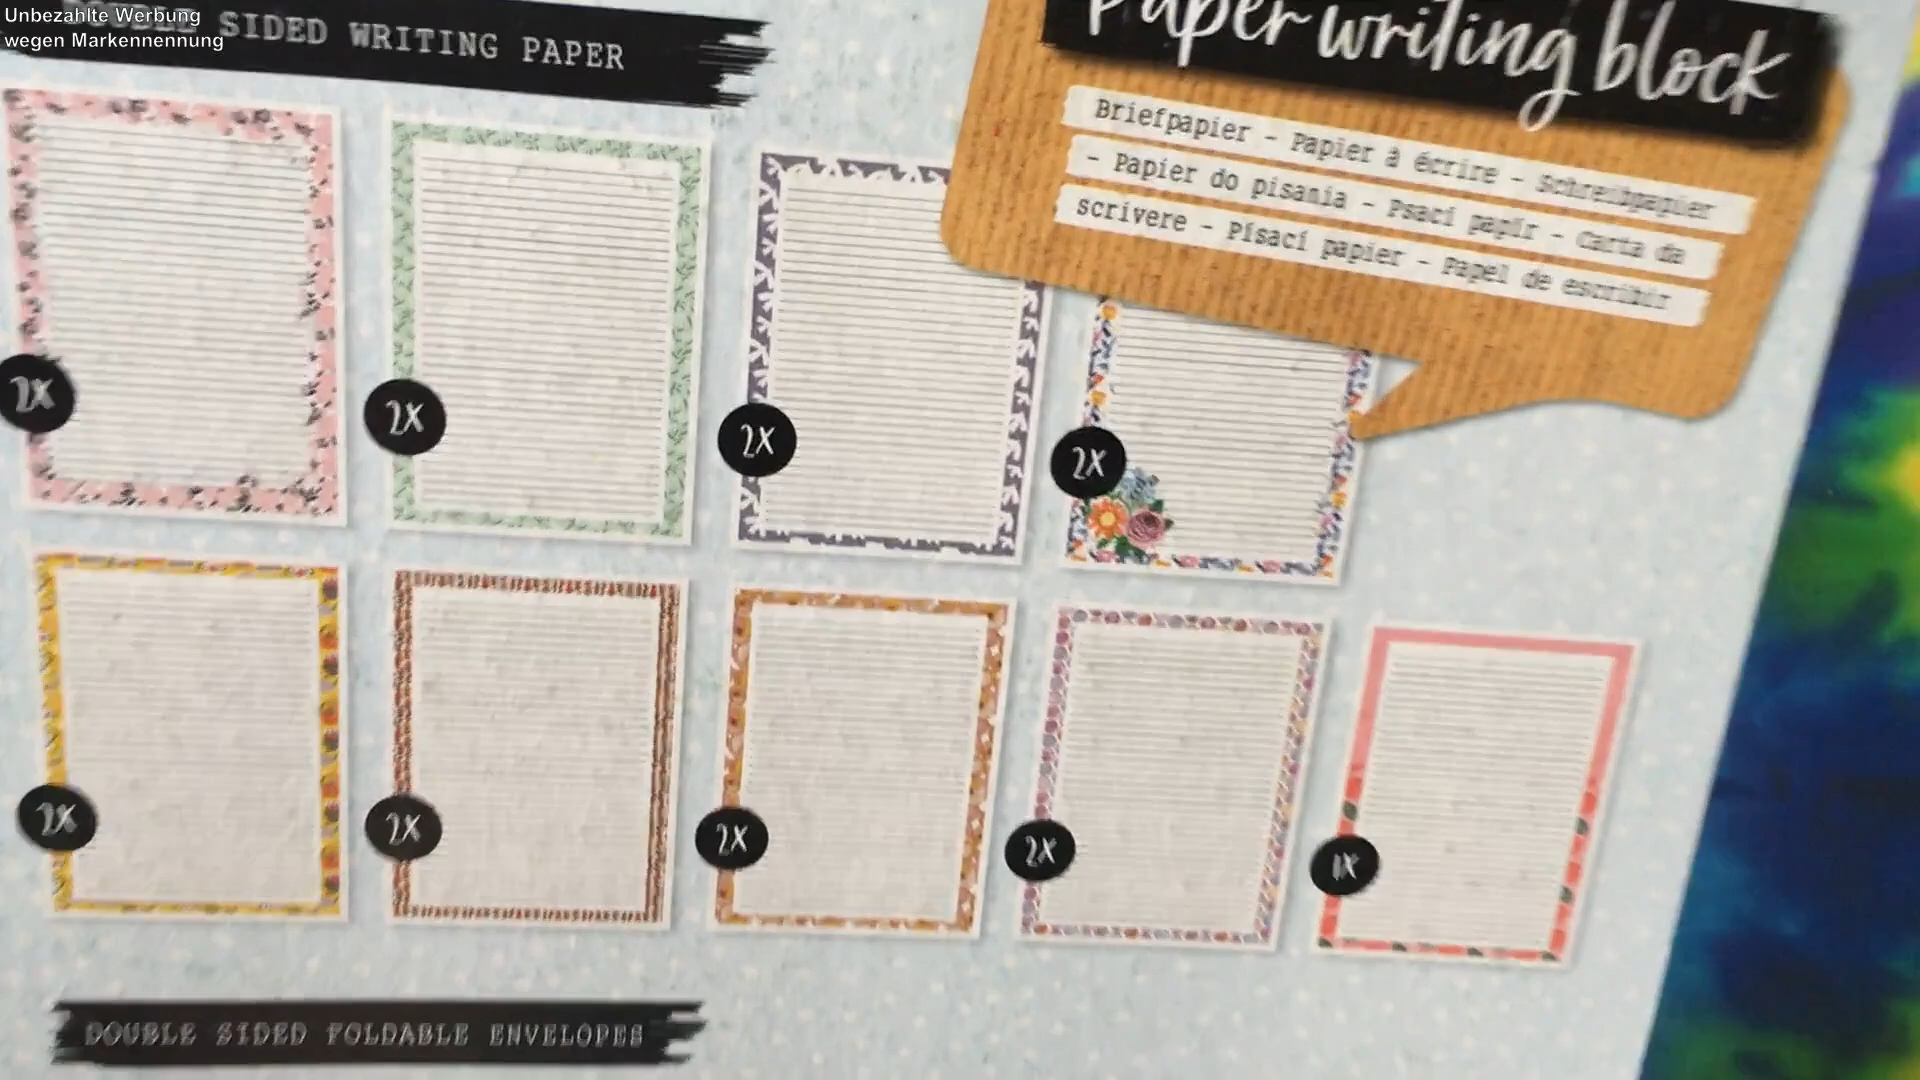 Unbezahlte Werbung
wegen Markennennung
DOUBLE SIDED WRITING PAPER
Paper writing block
Briefpapier - Papier à écrire - Schreibpapier
- Papier do pisania - Psací papír - Carta da
scrivere - Písací papier - Papel de escribir
2X
2X
2X
2X
2X
2X
2X
2X
1X
DOUBLE SIDED FOLDABLE ENVELOPES